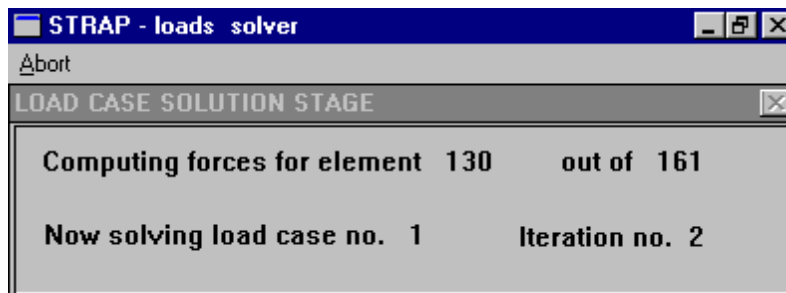 STRAP - loads solver
Abort
LOAD CASE SOLUTION STAGE
Computing forces for element 130 out of 161
Now solving load case no. 1 Iteration no. 2